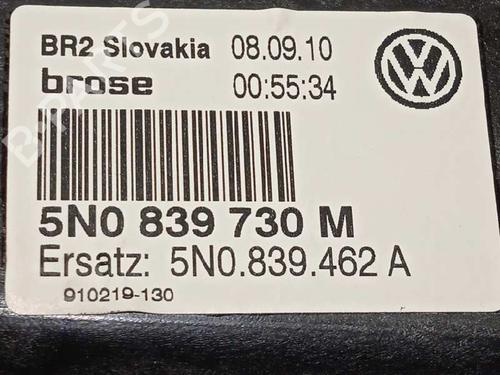 BR2 Slovakia 08.09.10
brose 00:55:34
5N0 839 730 M
Ersatz: 5N0.839.462 A
910219-130